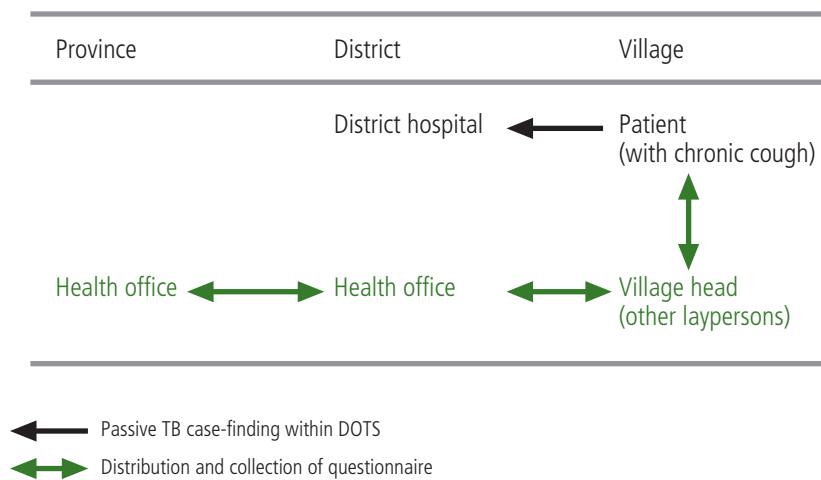 Province District Village
District hospital Patient
(with chronic cough)
Health office Health office Village head
(other laypersons)
Passive TB case-finding within DOTS
Distribution and collection of questionnaire